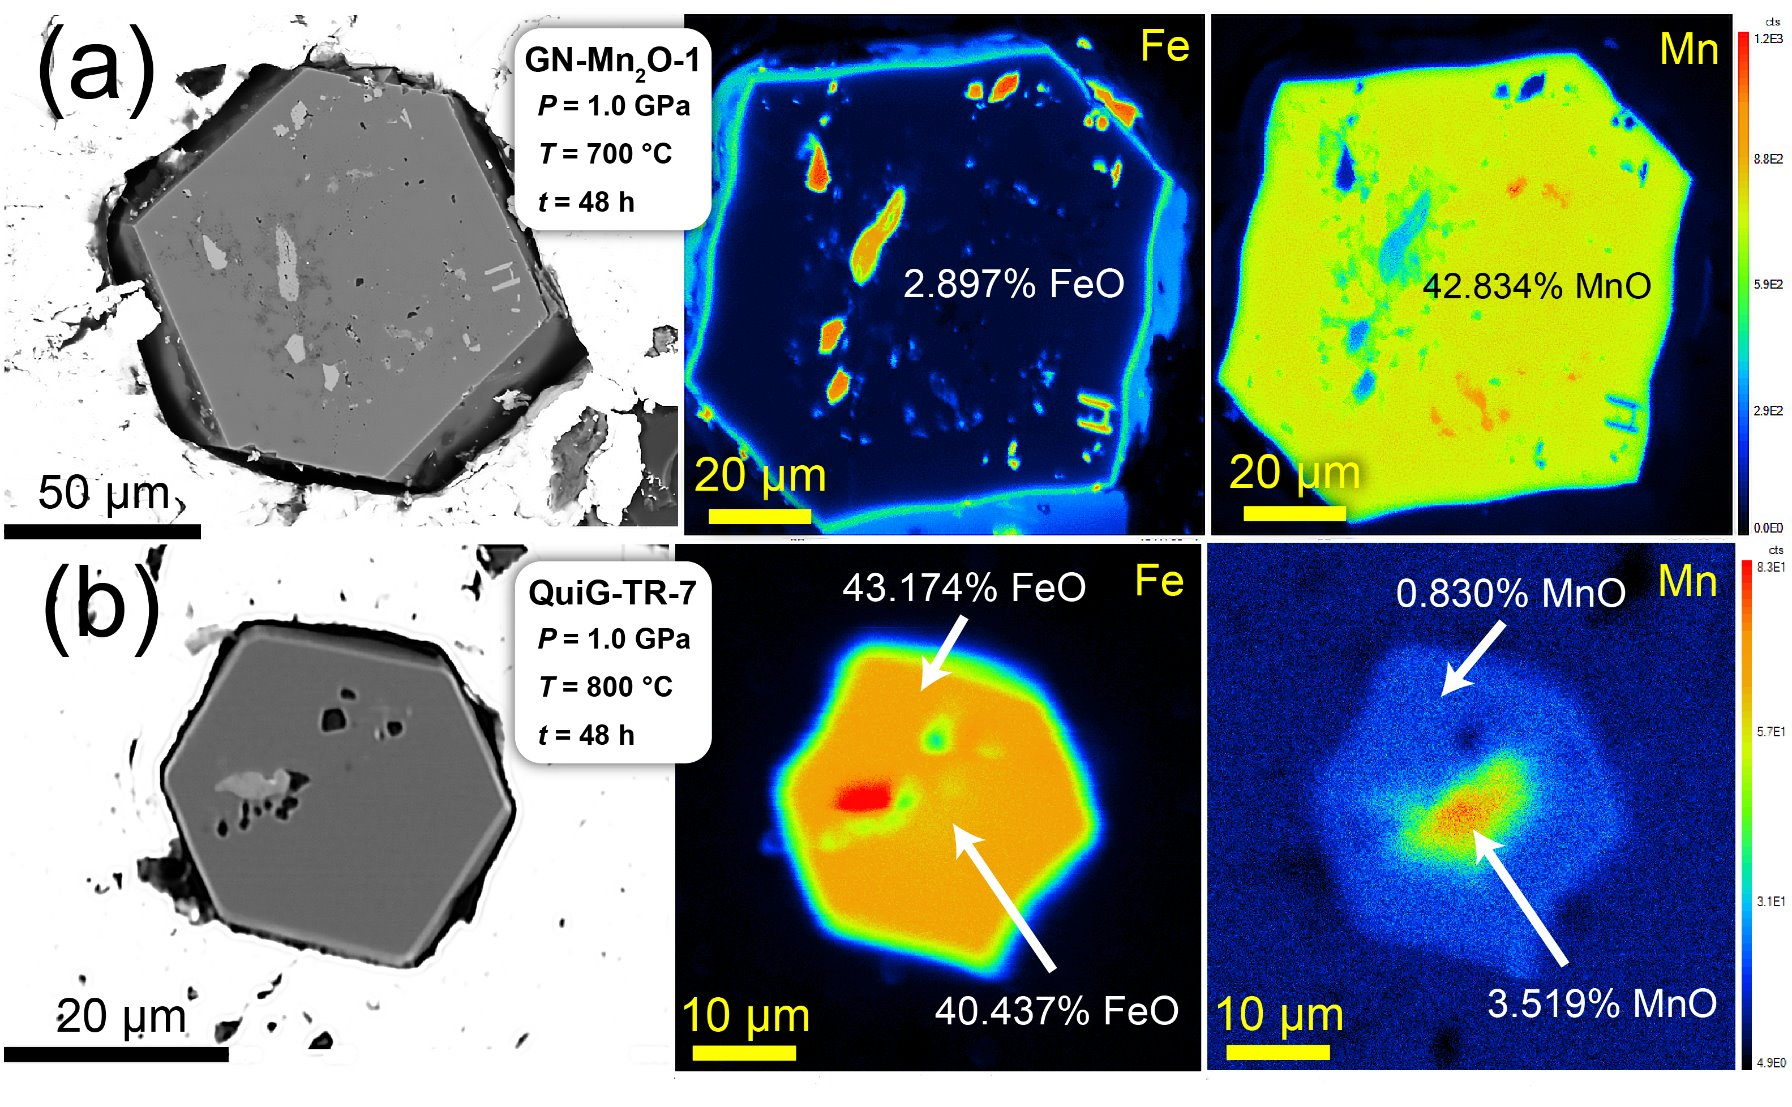 (a)
GN-Mn₂O-1
P = 1.0 GPa
T = 700 °C
t = 48 h
50 µm
Fe
2.897% FeO
20 µm
Mn
42.834% MnO
20 µm
cts
1.2E3
8.8E2
5.9E2
2.9E2
0.0E0
(b)
QuiG-TR-7
P = 1.0 GPa
T = 800 °C
t = 48 h
20 µm
43.174% FeO
Fe
40.437% FeO
10 µm
0.830% MnO
Mn
3.519% MnO
10 µm
cts
8.3E1
5.7E1
3.1E1
4.9E0